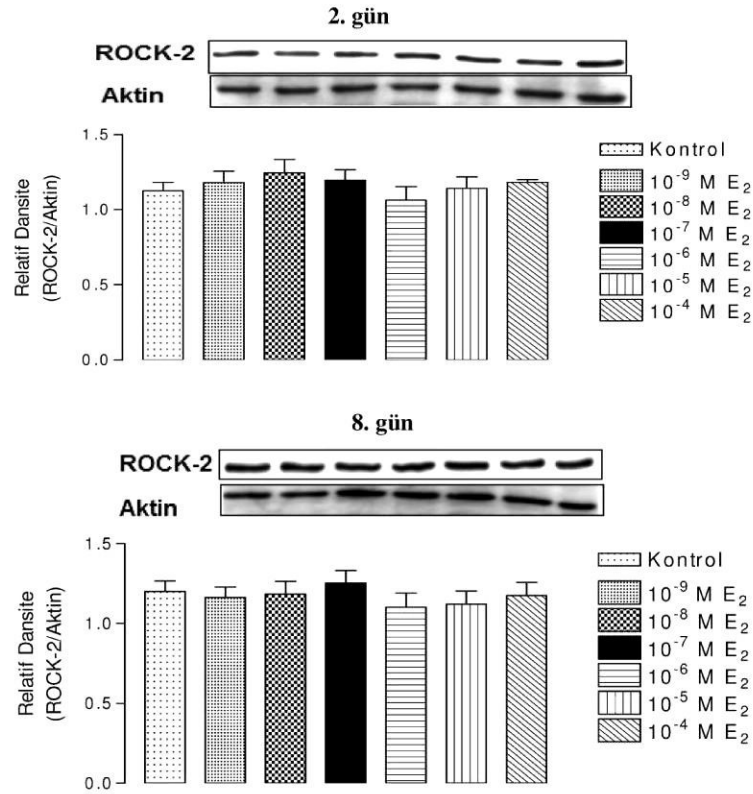 2. gün
ROCK-2
Aktin
Relatif Dansite
(ROCK-2/Aktin)
1.5
1.0
0.5
0.0
Kontrol
10⁻⁹ M E₂
10⁻⁸ M E₂
10⁻⁷ M E₂
10⁻⁶ M E₂
10⁻⁵ M E₂
10⁻⁴ M E₂
8. gün
ROCK-2
Aktin
Relatif Dansite
(ROCK-2/Aktin)
1.5
1.0
0.5
0.0
Kontrol
10⁻⁹ M E₂
10⁻⁸ M E₂
10⁻⁷ M E₂
10⁻⁶ M E₂
10⁻⁵ M E₂
10⁻⁴ M E₂